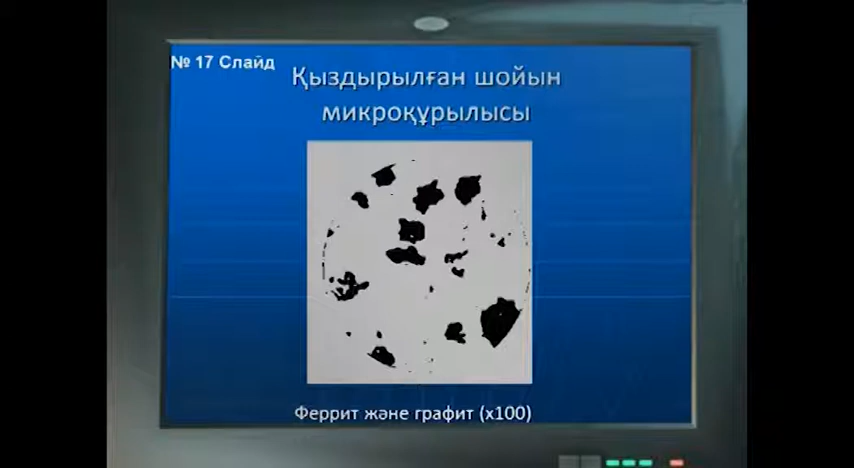 № 17 Слайд
Қыздырылған шойын
микроқұрылысы
Феррит және графит (x100)